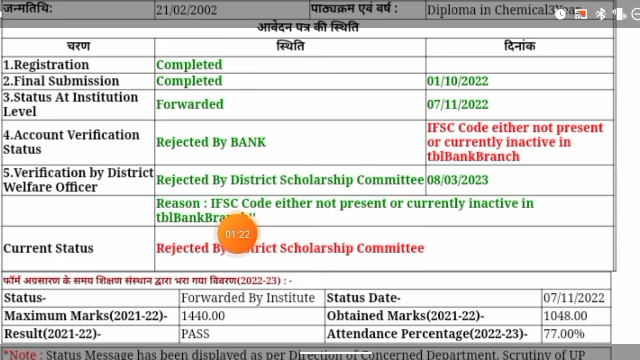 जन्मतिथि: 21/02/2002 पाठ्यक्रम एवं वर्ष : Diploma in Chemical3Year
आवेदन पत्र की स्थिति
चरण स्थिति दिनांक
1.Registration Completed
2.Final Submission Completed 01/10/2022
3.Status At Institution Level Forwarded 07/11/2022
4.Account Verification Status Rejected By BANK IFSC Code either not present or currently inactive in tblBankBranch
5.Verification by District Welfare Officer Rejected By District Scholarship Committee 08/03/2023
Reason : IFSC Code either not present or currently inactive in
tblBankBranch"
01:22
Current Status Rejected By District Scholarship Committee
फॉर्म अग्रसारण के समय शिक्षण संस्थान द्वारा भरा गया विवरण(2022-23) : -
Status- Forwarded By Institute Status Date- 07/11/2022
Maximum Marks(2021-22)- 1440.00 Obtained Marks(2021-22)- 1048.00
Result(2021-22)- PASS Attendance Percentage(2022-23)- 77.00%
*Note : Status Message has been displayed as per Direction of Concerned Department. Scrutiny of UP